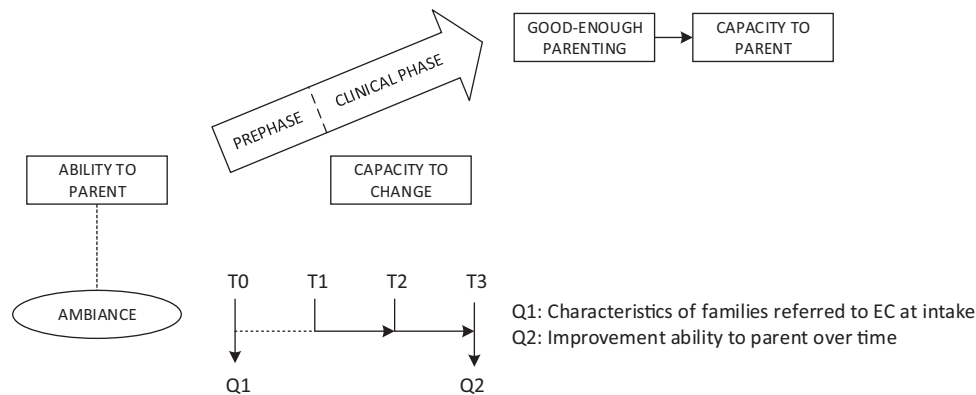 GOOD-ENOUGH
PARENTING
CAPACITY TO
PARENT
PREPHASE
CLINICAL PHASE
ABILITY TO
PARENT
CAPACITY TO
CHANGE
AMBIANCE
T0
T1
T2
T3
Q1
Q2
Q1: Characteristics of families referred to EC at intake
Q2: Improvement ability to parent over time